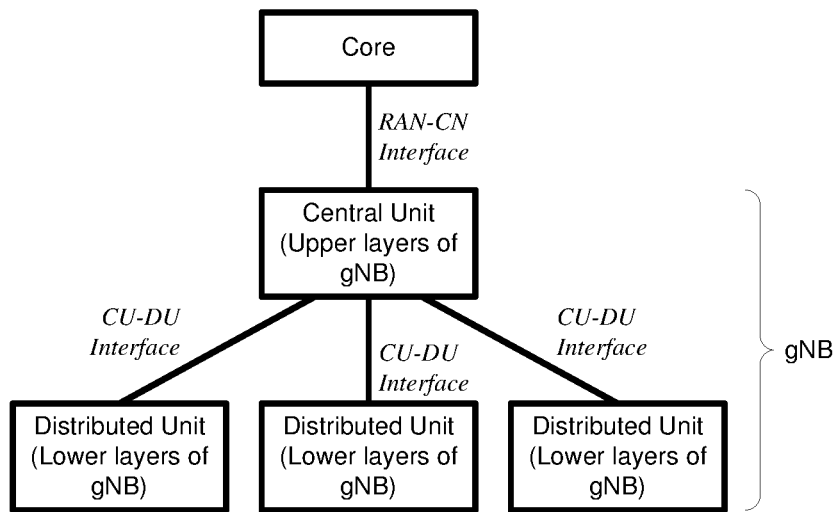 Core
RAN-CN
Interface
Central Unit
(Upper layers of
gNB)
CU-DU
Interface
CU-DU
Interface
CU-DU
Interface
gNB
Distributed Unit
(Lower layers of
gNB)
Distributed Unit
(Lower layers of
gNB)
Distributed Unit
(Lower layers of
gNB)